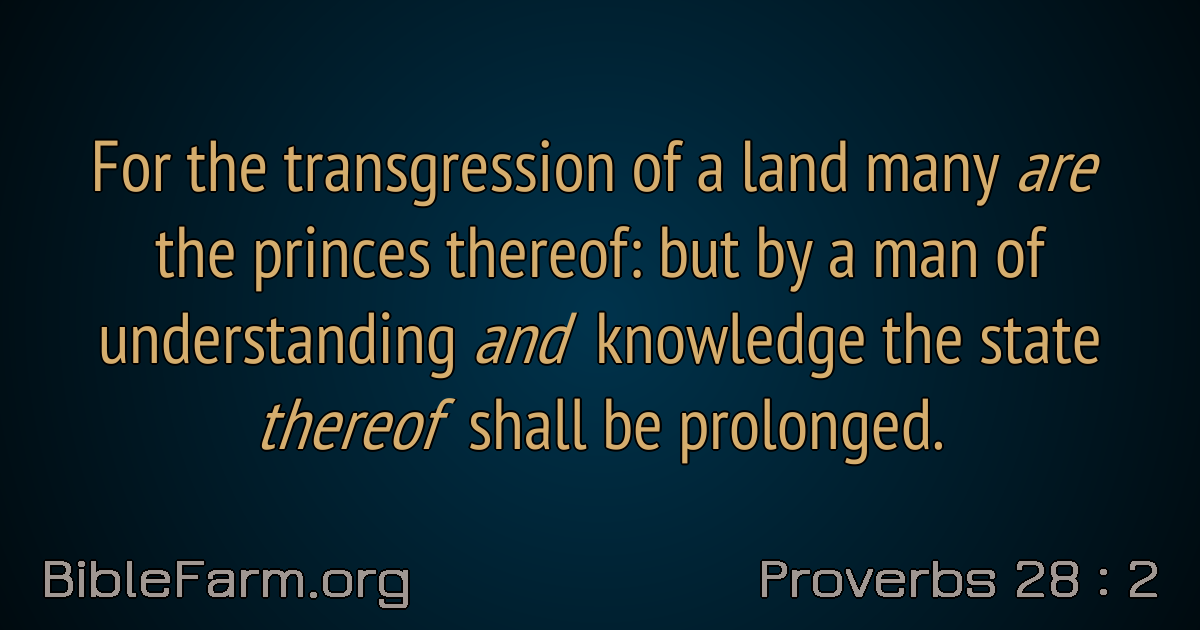 For the transgression of a land many are
the princes thereof: but by a man of
understanding and knowledge the state
thereof shall be prolonged.
BibleFarm.org
Proverbs 28 : 2